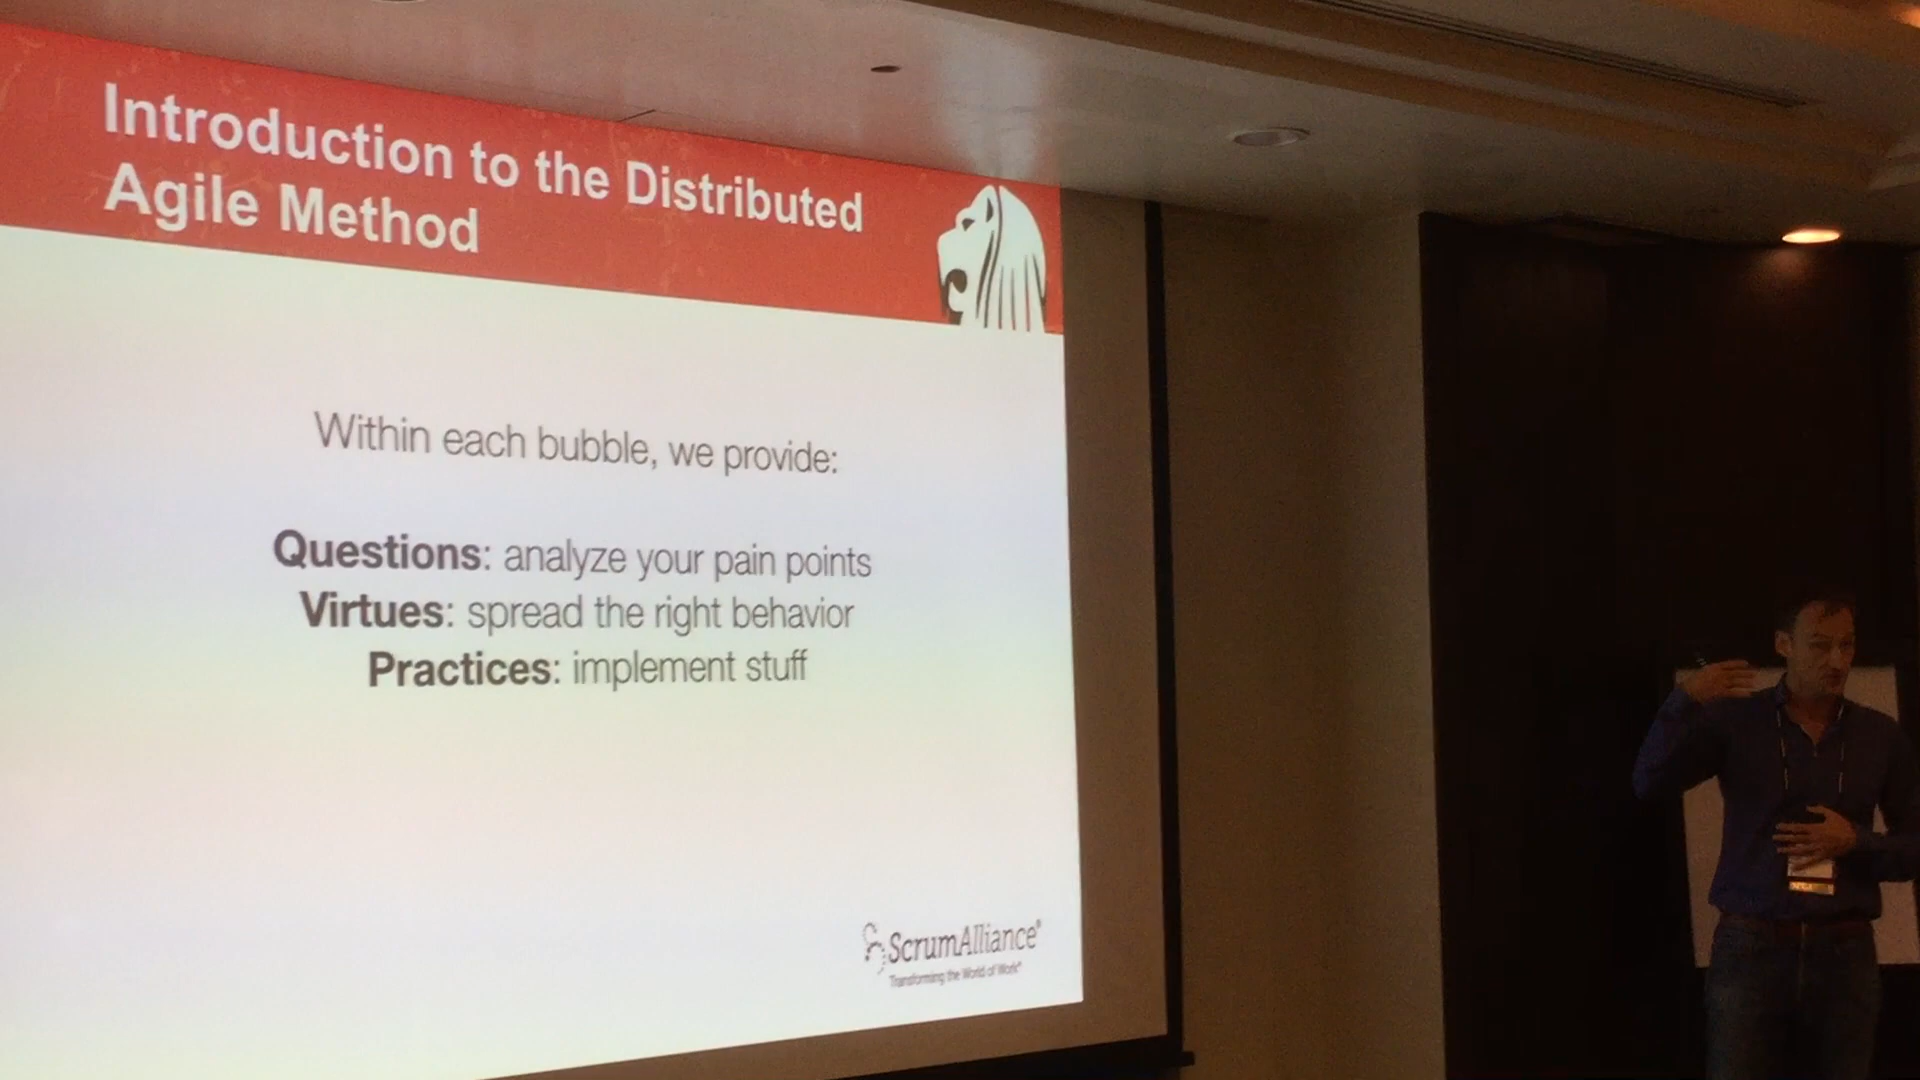 Introduction to the Distributed
Agile Method
Within each bubble, we provide:
Questions: analyze your pain points
Virtues: spread the right behavior
Practices: implement stuff
ScrumAlliance®
Transforming the World of Work®